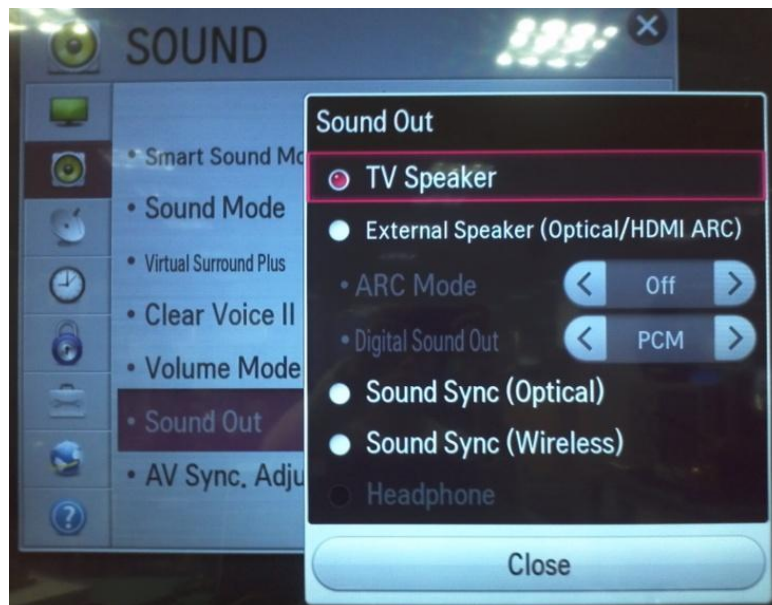 SOUND
• Smart Sound Mo
• Sound Mode
• Virtual Surround Plus
• Clear Voice II
• Volume Mode
• Sound Out
• AV Sync. Adju
Sound Out
TV Speaker
External Speaker (Optical/HDMI ARC)
• ARC Mode Off
• Digital Sound Out PCM
Sound Sync (Optical)
Sound Sync (Wireless)
Headphone
Close